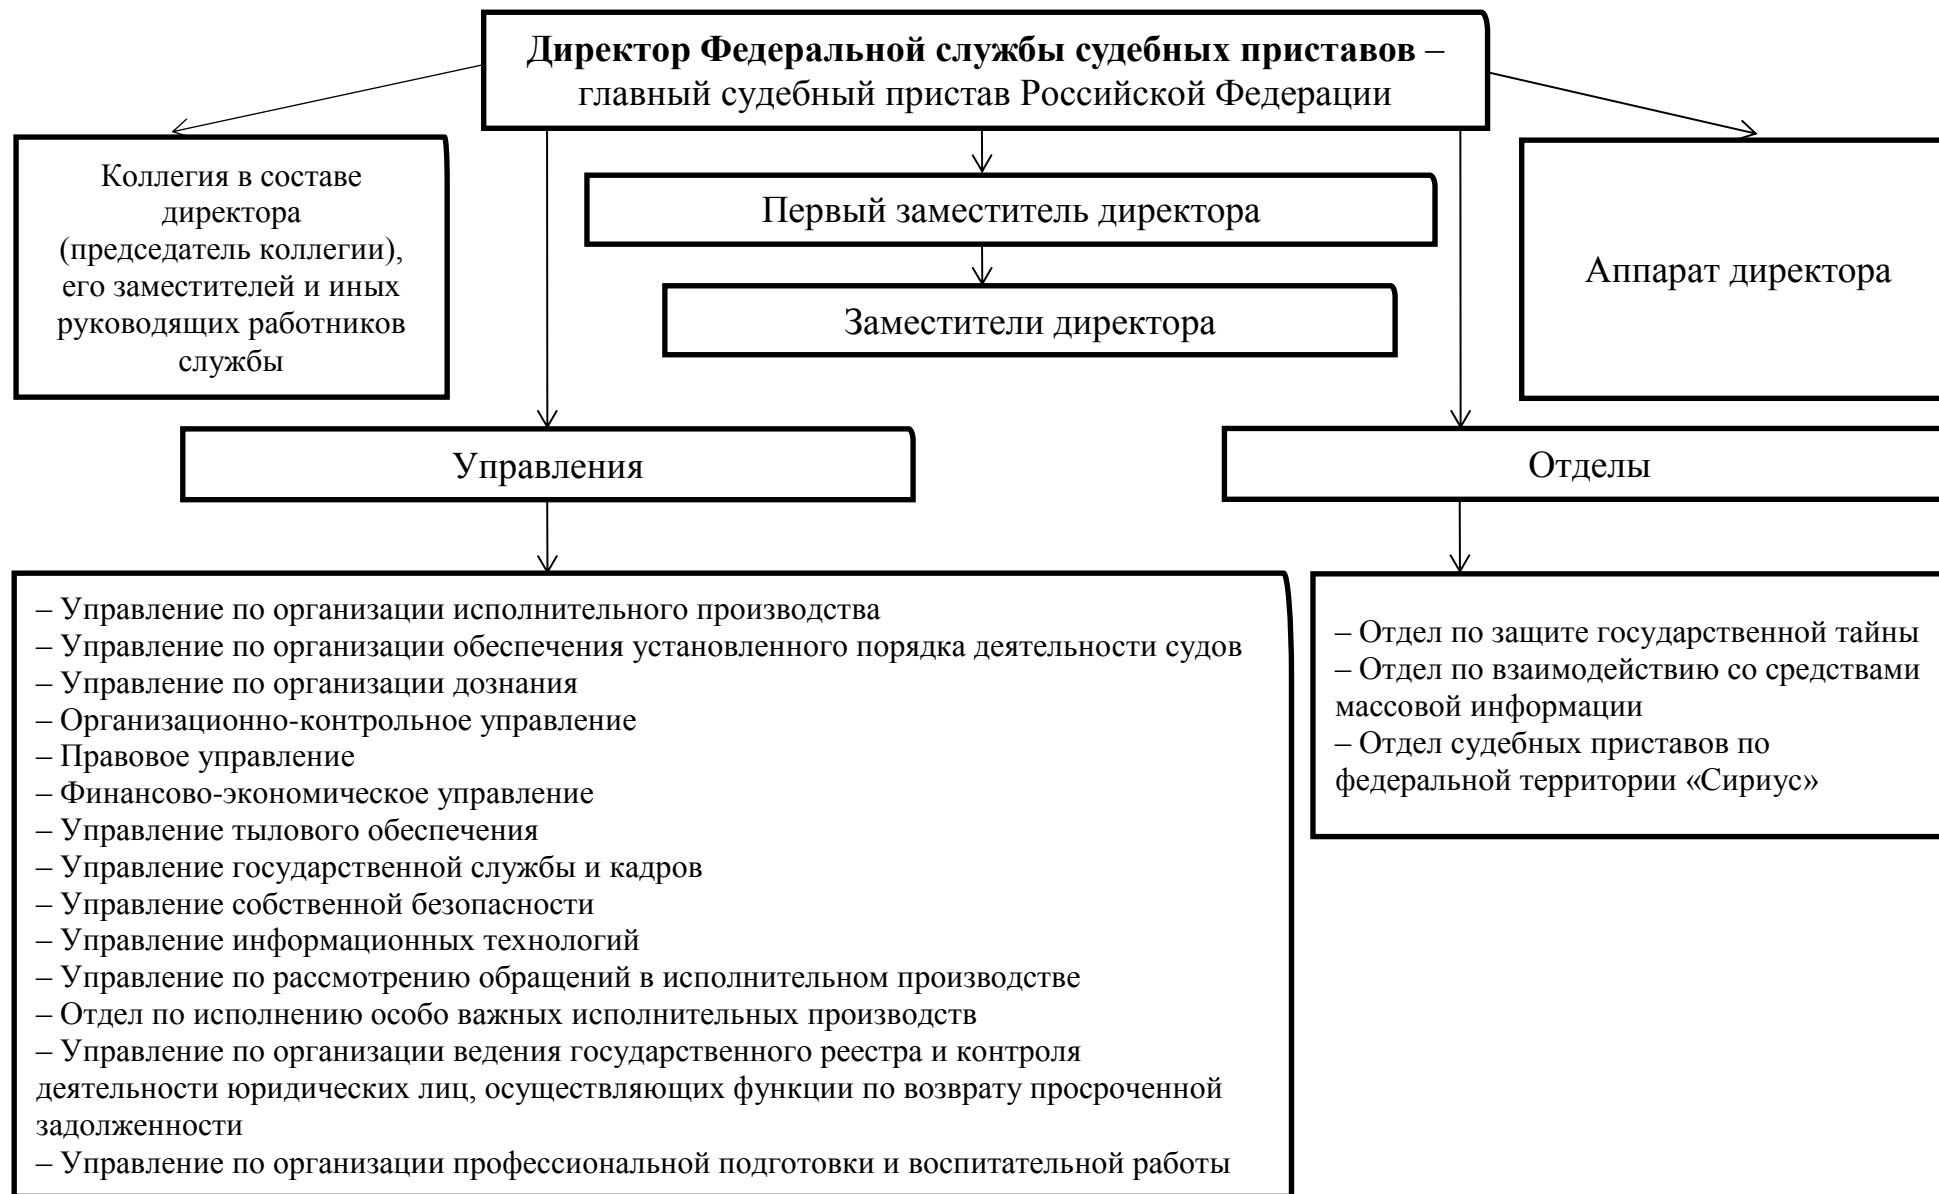 Директор Федеральной службы судебных приставов –
главный судебный пристав Российской Федерации
Коллегия в составе
директора
(председатель коллегии),
его заместителей и иных
руководящих работников
службы
Первый заместитель директора
Заместители директора
Аппарат директора
Управления
Отделы
– Управление по организации исполнительного производства
– Управление по организации обеспечения установленного порядка деятельности судов
– Управление по организации дознания
– Организационно-контрольное управление
– Правовое управление
– Финансово-экономическое управление
– Управление тылового обеспечения
– Управление государственной службы и кадров
– Управление собственной безопасности
– Управление информационных технологий
– Управление по рассмотрению обращений в исполнительном производстве
– Отдел по исполнению особо важных исполнительных производств
– Управление по организации ведения государственного реестра и контроля
деятельности юридических лиц, осуществляющих функции по возврату просроченной
задолженности
– Управление по организации профессиональной подготовки и воспитательной работы
– Отдел по защите государственной тайны
– Отдел по взаимодействию со средствами
массовой информации
– Отдел судебных приставов по
федеральной территории «Сириус»